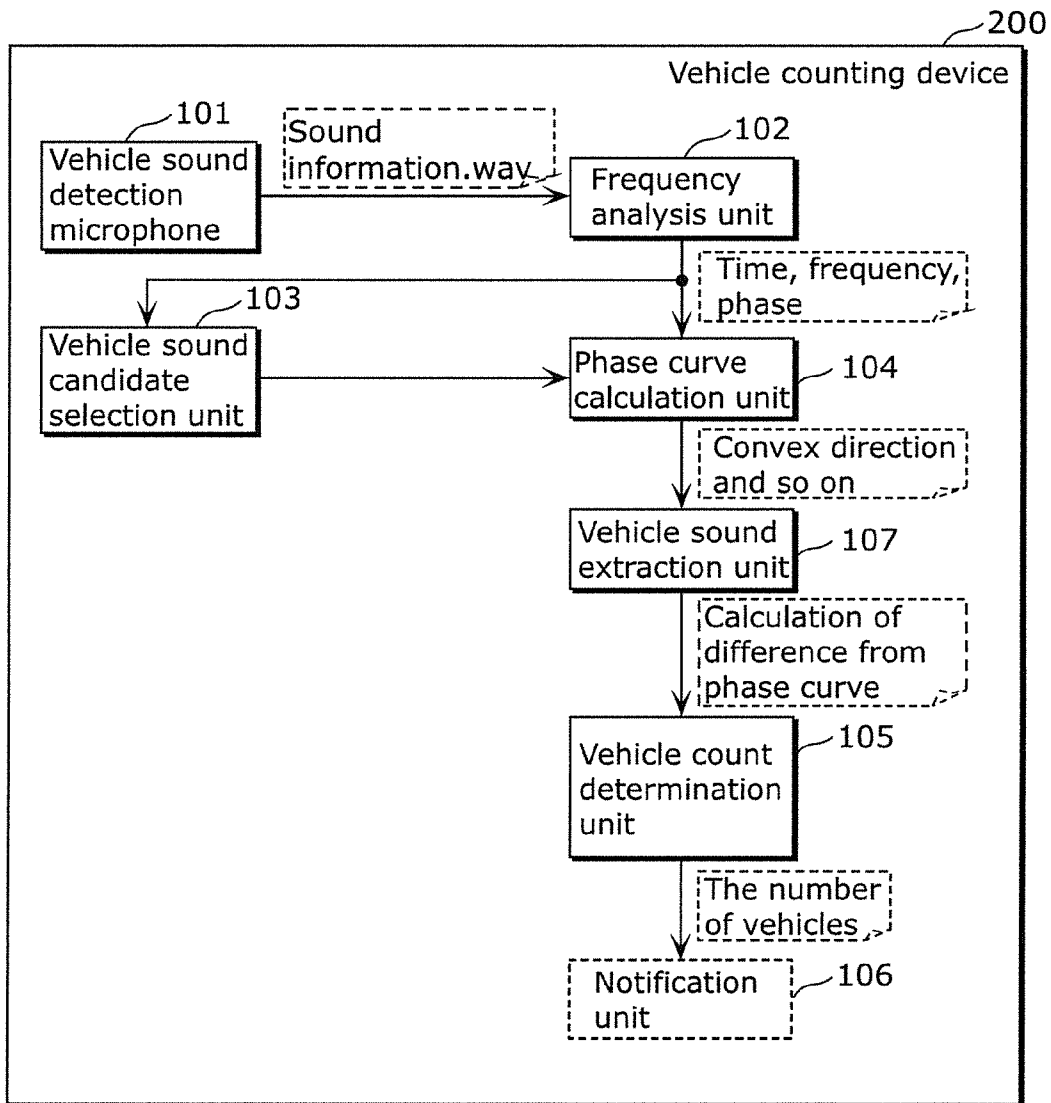 200
Vehicle counting device
101
Vehicle sound
detection
microphone
Sound
information.wav
102
Frequency
analysis unit
Time, frequency,
phase
103
Vehicle sound
candidate
selection unit
Phase curve
calculation unit
104
Convex direction
and so on
Vehicle sound
extraction unit
107
Calculation of
difference from
phase curve
Vehicle count
determination
unit
105
The number
of vehicles
Notification
unit
106